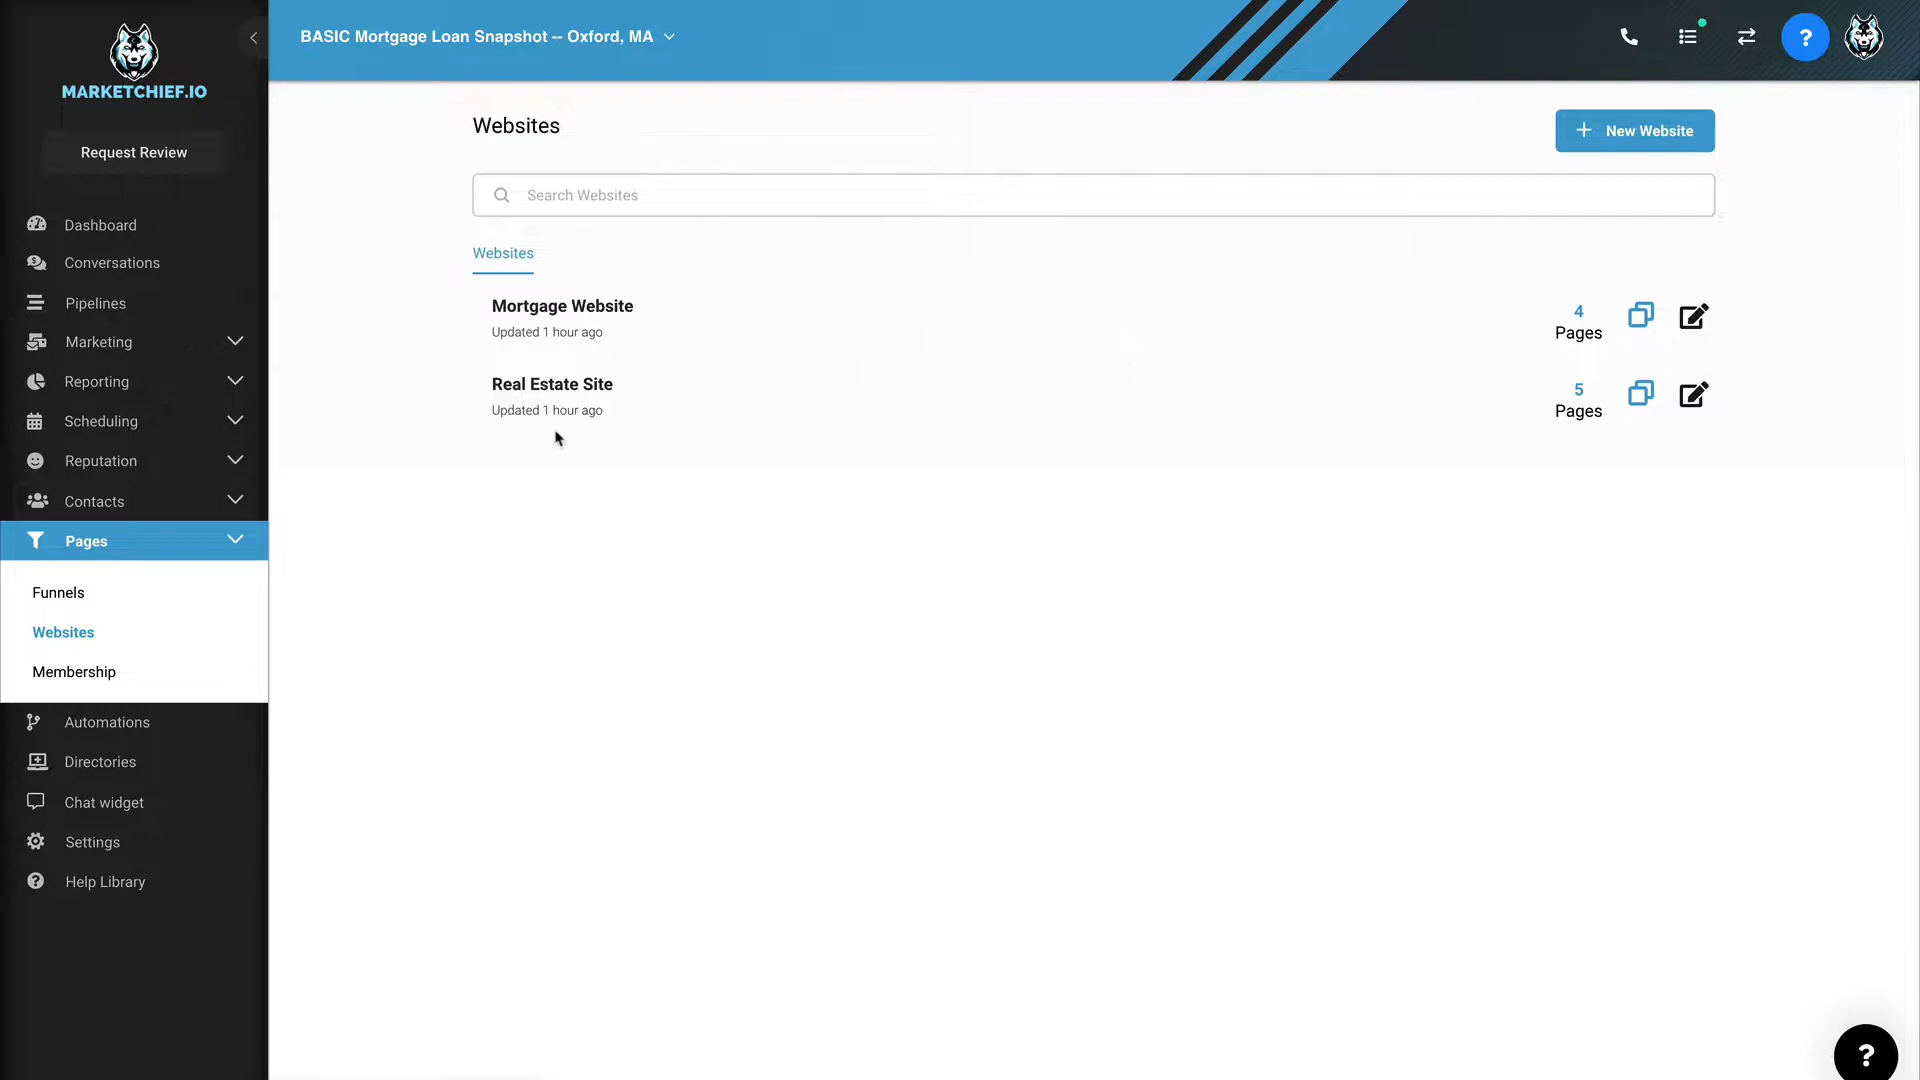 MARKETCHIEF.IO
Request Review
Dashboard
Conversations
Pipelines
Marketing
Reporting
Scheduling
Reputation
Contacts
Pages
Funnels
Websites
Membership
Automations
Directories
Chat widget
Settings
Help Library
BASIC Mortgage Loan Snapshot -- Oxford, MA
?
Websites
+ New Website
Search Websites
Websites
Mortgage Website
Updated 1 hour ago
4
Pages
Real Estate Site
Updated 1 hour ago
5
Pages
?